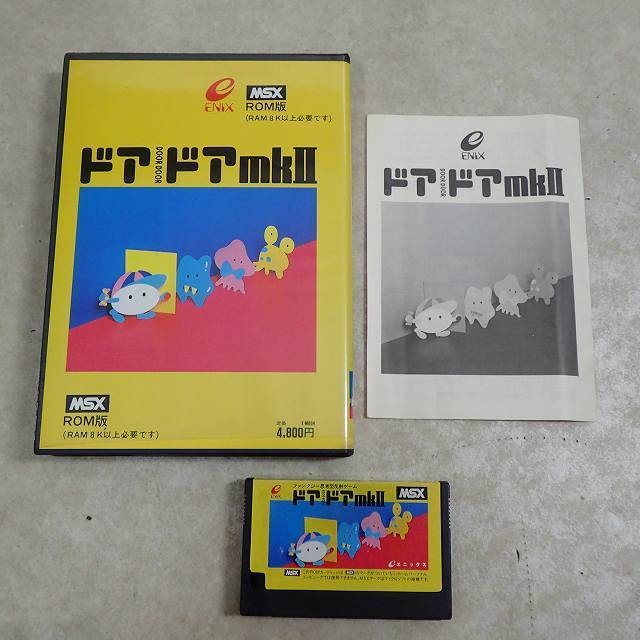 ENIX
MSX
ROM版
(RAM 8K以上必要です)
ドアドアmkII
DOOR DOOR
MSX
ROM版
(RAM 8K以上必要です)
定価
4,800円
ENIX
ドアドアmkII
DOOR DOOR
ENIX
ファンタジー思考型反射ゲーム
ドアドアmkII
MSX
エニックス
MSX